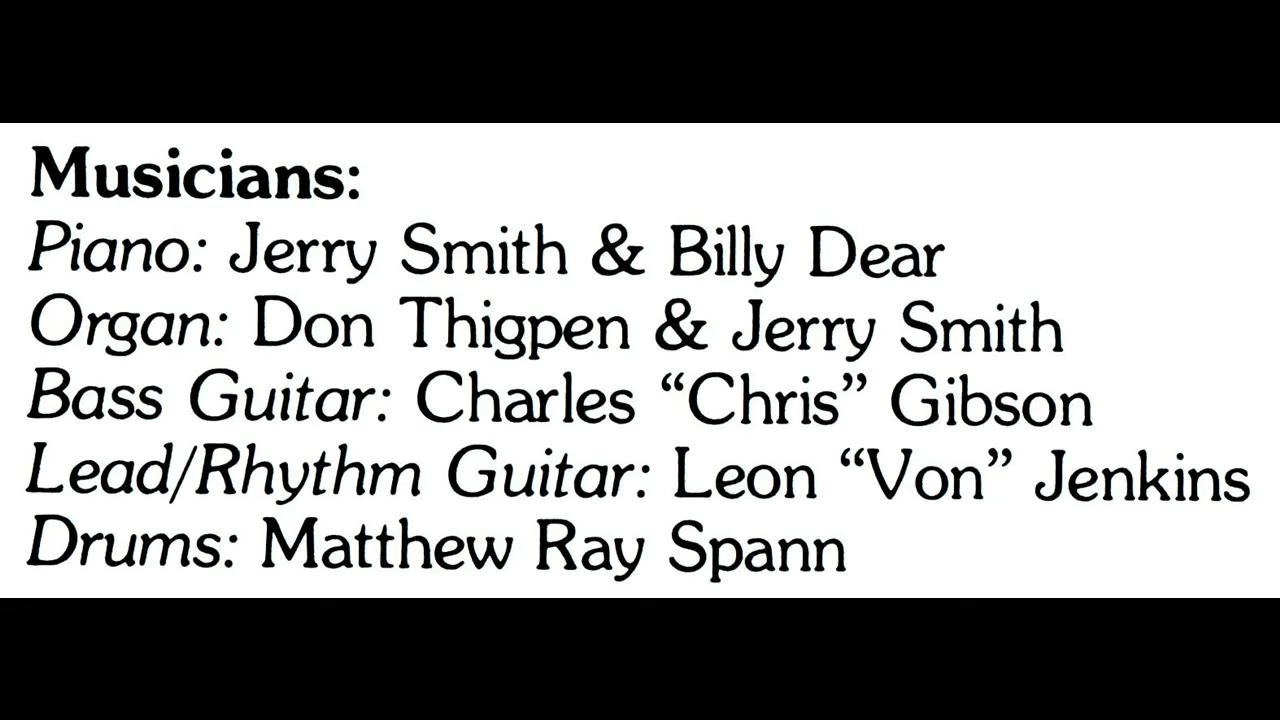 Musicians:
Piano: Jerry Smith & Billy Dear
Organ: Don Thigpen & Jerry Smith
Bass Guitar: Charles “Chris” Gibson
Lead/Rhythm Guitar: Leon “Von” Jenkins
Drums: Matthew Ray Spann